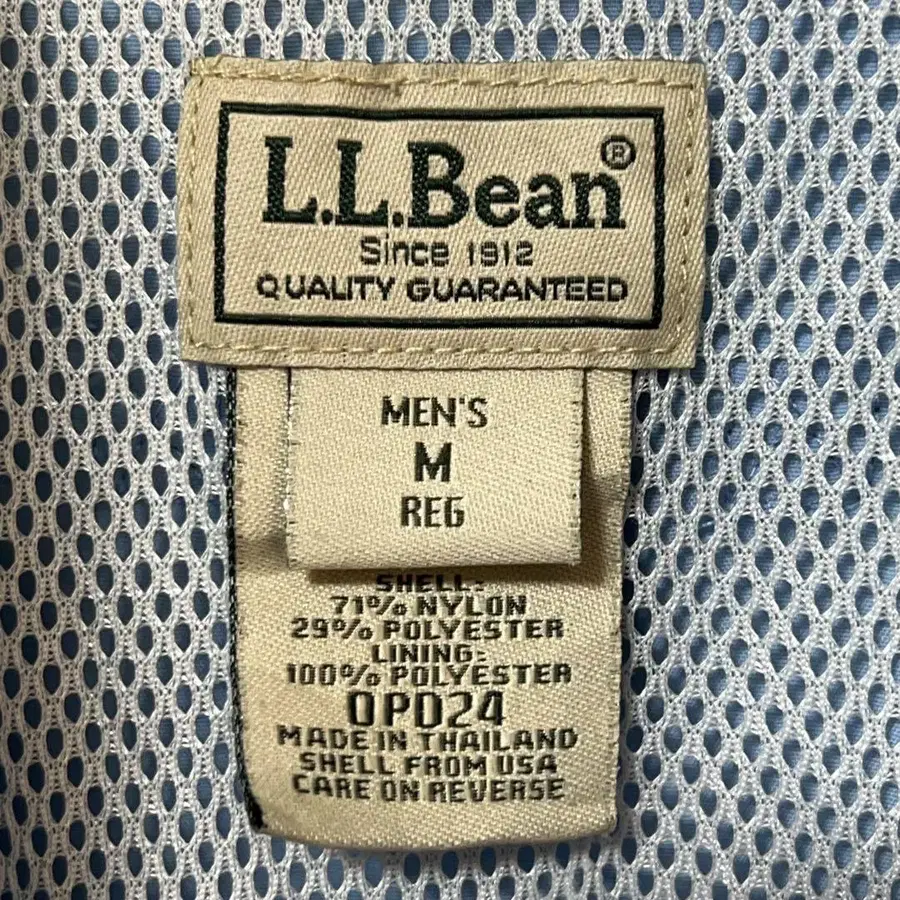 L.L.Bean®
Since 1912
QUALITY GUARANTEED
MEN'S
M
REG
SHELL:
71% NYLON
29% POLYESTER
LINING:
100% POLYESTER
0PD24
MADE IN THAILAND
SHELL FROM USA
CARE ON REVERSE